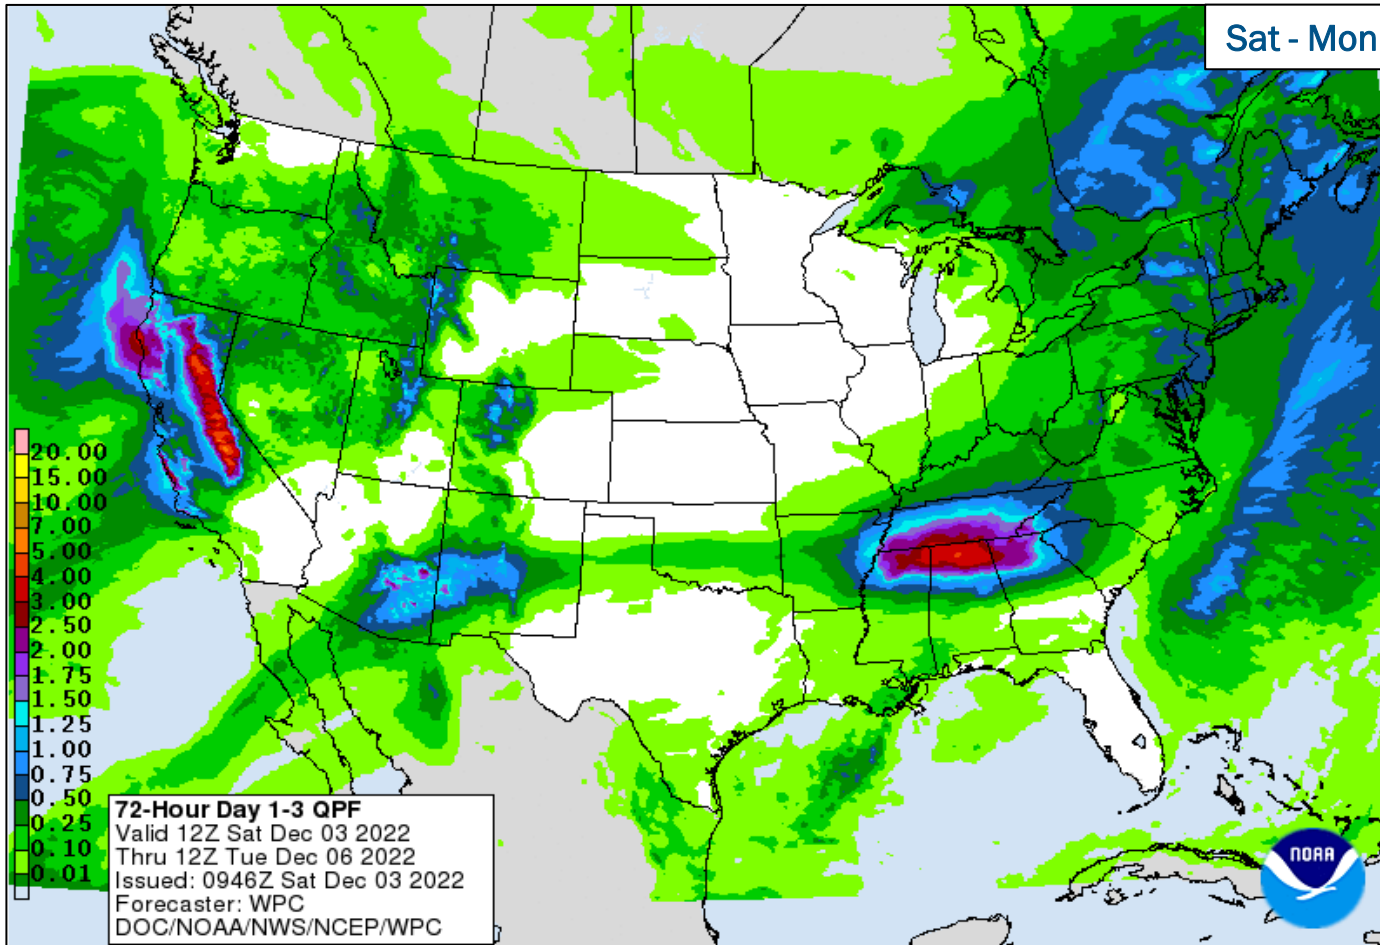 Sat - Mon
20.00
15.00
10.00
7.00
5.00
4.00
3.00
2.50
2.00
1.75
1.50
1.25
1.00
0.75
0.50
0.25
0.10
0.01
72-Hour Day 1-3 QPF
Valid 12Z Sat Dec 03 2022
Thru 12Z Tue Dec 06 2022
Issued: 0946Z Sat Dec 03 2022
Forecaster: WPC
DOC/NOAA/NWS/NCEP/WPC
NOAA